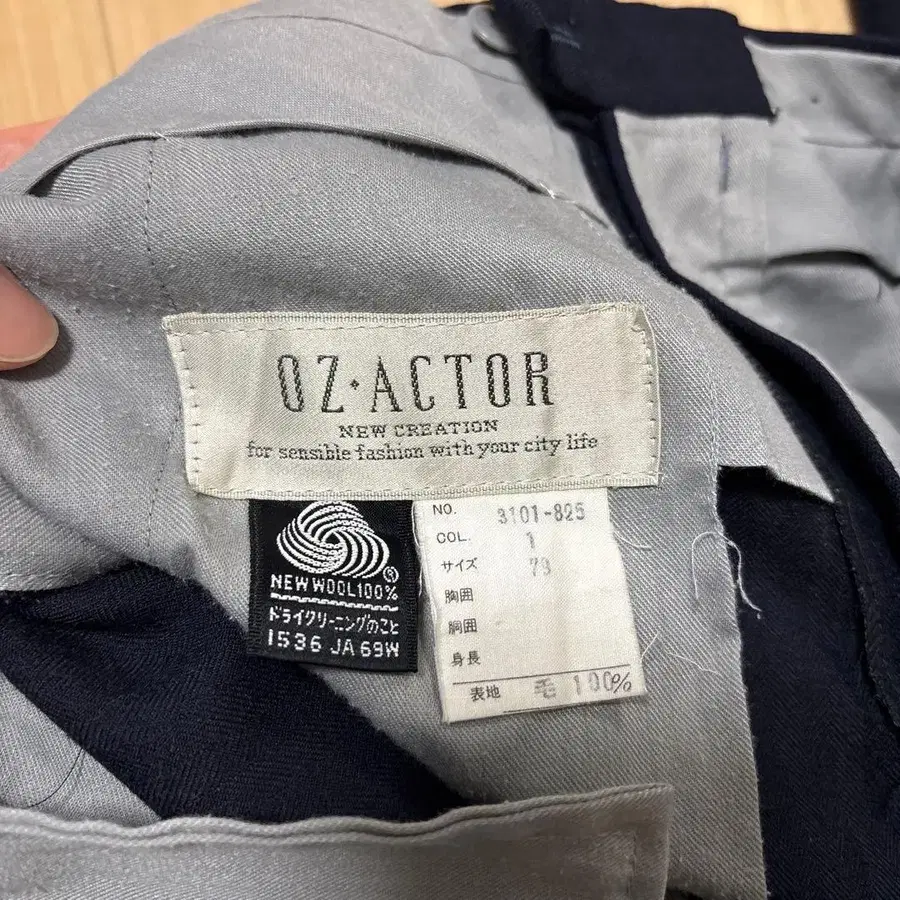 OZ・ACTOR
NEW CREATION
for sensible fashion with your city life
NEW WOOL 100%
ドライクリーニングのこと
1536 JA 69W
NO. 3101-825
COL. 1
サイズ 73
胸囲
胴囲
身長
表地 毛 100%